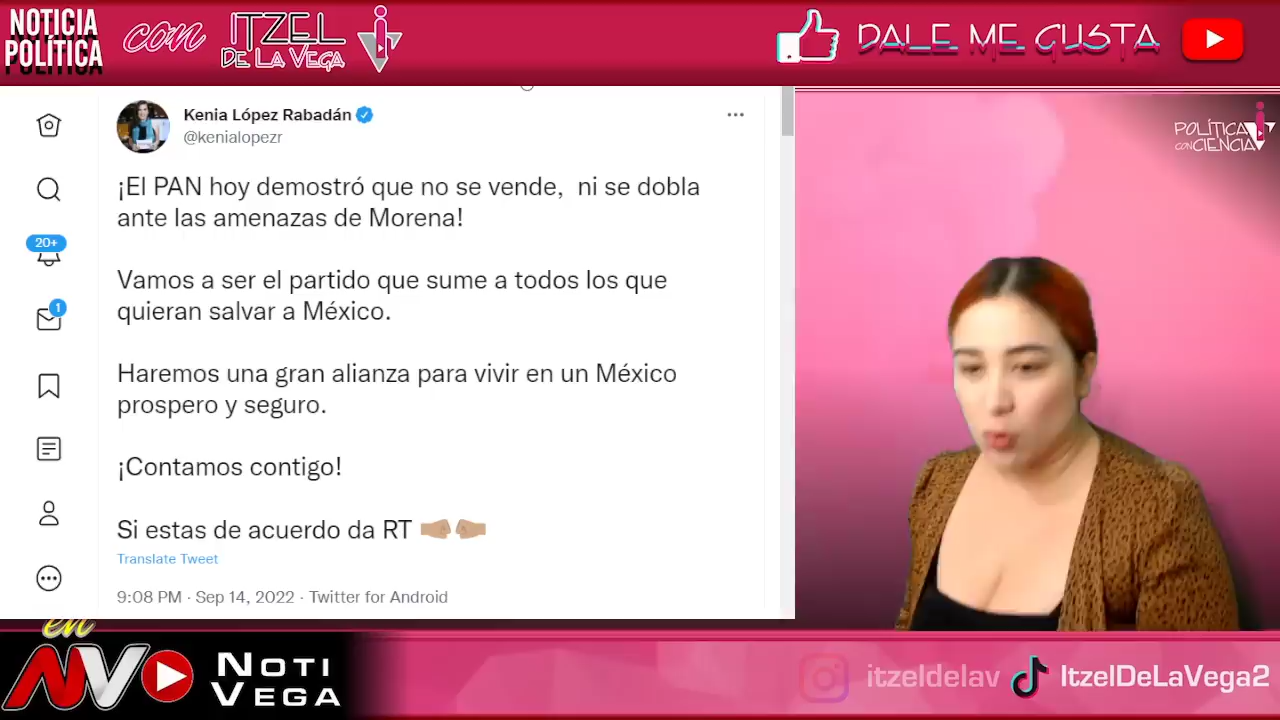 NOTICIA
POLÍTICA
con
ITZEL
DE LA VEGA
DALE ME GUSTA
Kenia López Rabadán
@kenialopezr
20+
1
¡El PAN hoy demostró que no se vende,  ni se dobla
ante las amenazas de Morena!
Vamos a ser el partido que sume a todos los que
quieran salvar a México.
Haremos una gran alianza para vivir en un México
prospero y seguro.
¡Contamos contigo!
Si estas de acuerdo da RT
Translate Tweet
9:08 PM · Sep 14, 2022 · Twitter for Android
POLÍTICA
CON CIENCIA
en
NV
NOTI
VEGA
itzeldelav
ItzelDeLaVega2